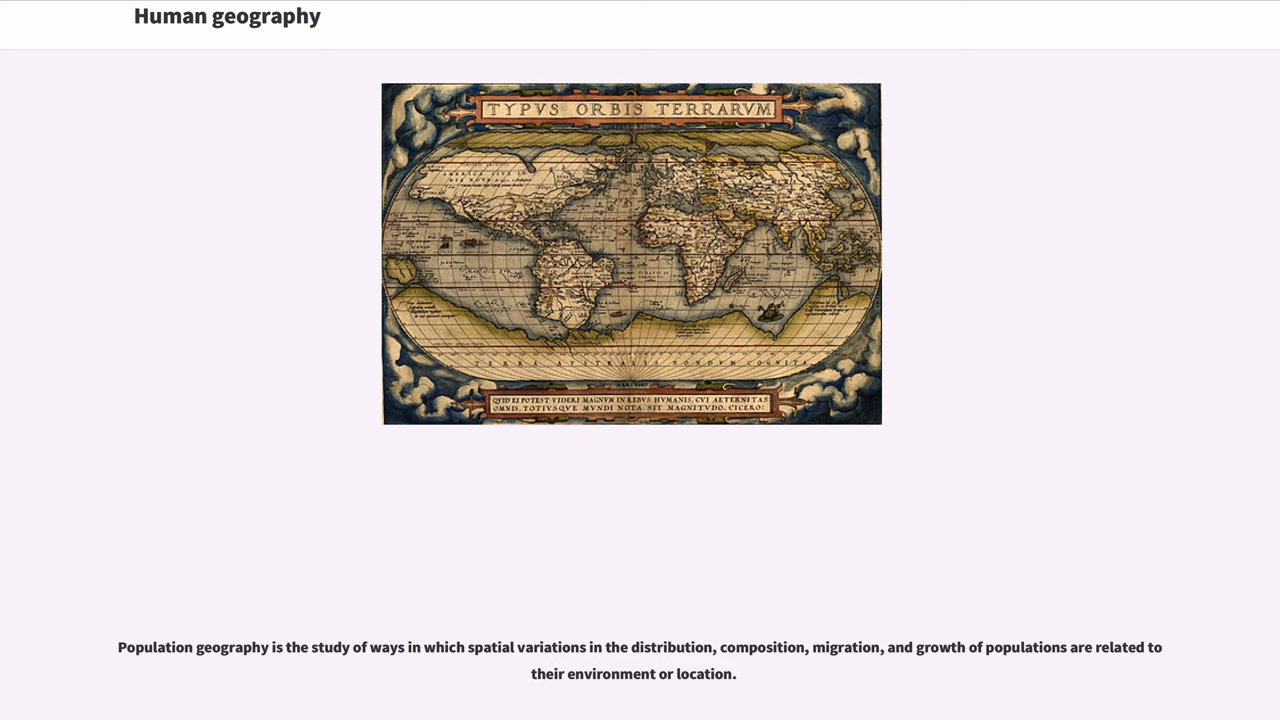 Human geography
TYPVS ORBIS TERRARVM
QVID EI POTEST VIDERI MAGNVM IN REBVS HVMANIS, CVI AETERNITAS
OMNIS, TOTIVSQVE MVNDI NOTA SIT MAGNITVDO. CICERO:
Population geography is the study of ways in which spatial variations in the distribution, composition, migration, and growth of populations are related to
their environment or location.